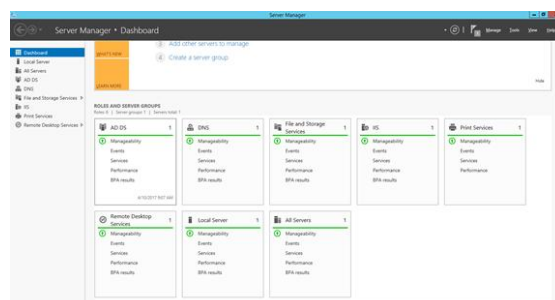 Server Manager
Server Manager • Dashboard
Manage Tools View Help
Dashboard
Local Server
All Servers
AD DS
DNS
File and Storage Services
IIS
Print Services
Remote Desktop Services
WHAT'S NEW
3 Add other servers to manage
4 Create a server group
LEARN MORE
Hide
ROLES AND SERVER GROUPS
AD DS 1
Manageability
Events
Services
Performance
BPA results
DNS 1
Manageability
Events
Services
Performance
BPA results
File and Storage Services 1
Manageability
Events
Services
Performance
BPA results
IIS 1
Manageability
Events
Services
Performance
BPA results
Print Services 1
Manageability
Events
Services
Performance
BPA results
Remote Desktop Services 1
Manageability
Events
Services
Performance
BPA results
Local Server 1
Manageability
Events
Services
Performance
BPA results
All Servers 1
Manageability
Events
Services
Performance
BPA results